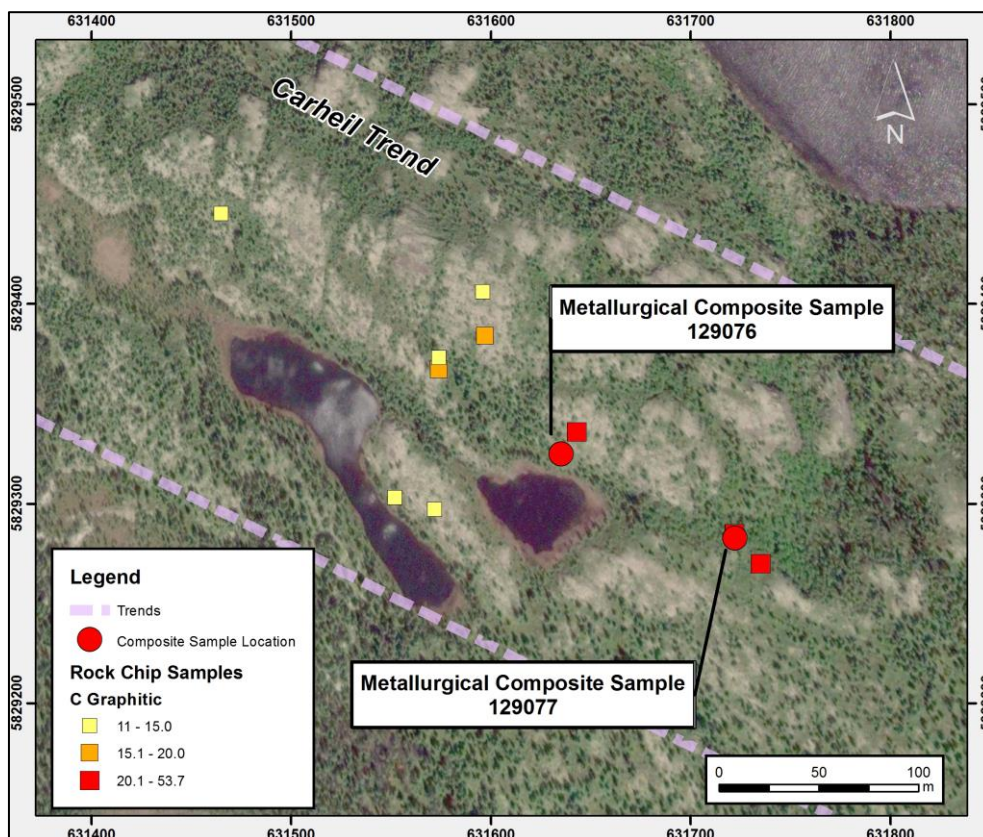 631400 631500 631600 631700 631800
5829500
5829400
5829300
5829200
N
Carheil Trend
Metallurgical Composite Sample
129076
Metallurgical Composite Sample
129077
Legend
Trends
Composite Sample Location
Rock Chip Samples
C Graphitic
11 - 15.0
15.1 - 20.0
20.1 - 53.7
0 50 100
m
631400 631500 631600 631700 631800